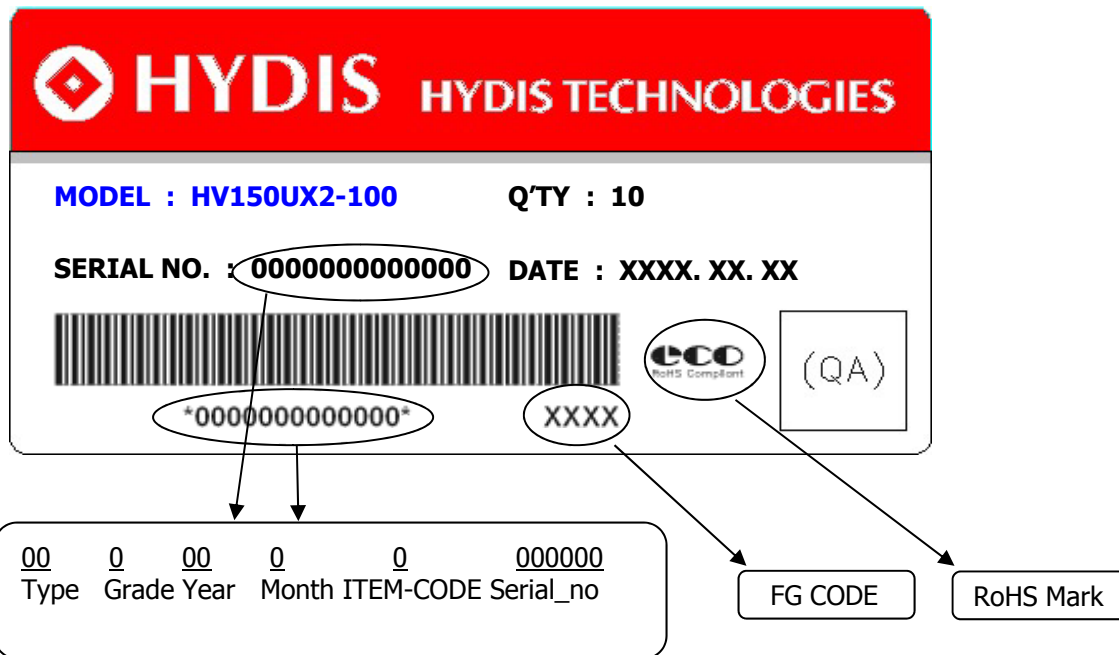 HYDIS HYDIS TECHNOLOGIES
MODEL : HV150UX2-100 Q'TY : 10
SERIAL NO. : 0000000000000 DATE : XXXX. XX. XX
eco
RoHS Compliant
(QA)
*0000000000000* XXXX
00 0 00 0 0 000000
Type Grade Year Month ITEM-CODE Serial_no
FG CODE
RoHS Mark